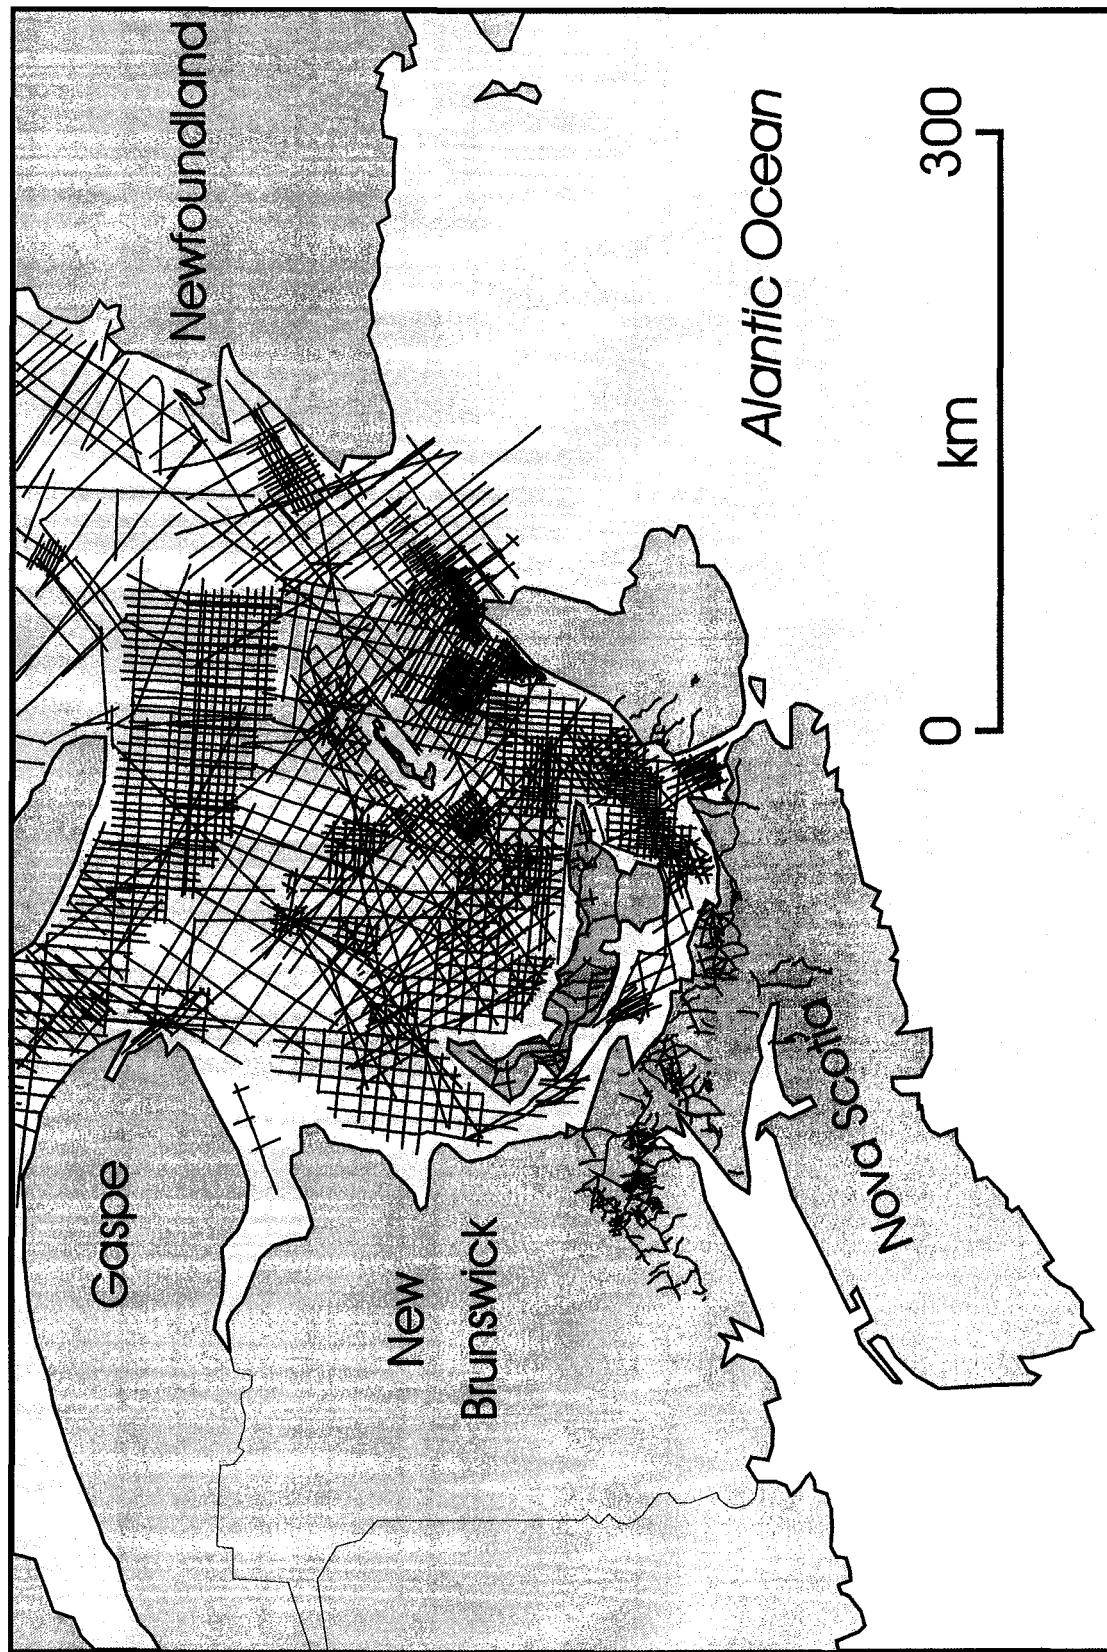 Gaspe
Newfoundland
New
Brunswick
Nova Scotia
Alantic Ocean
km
0
300